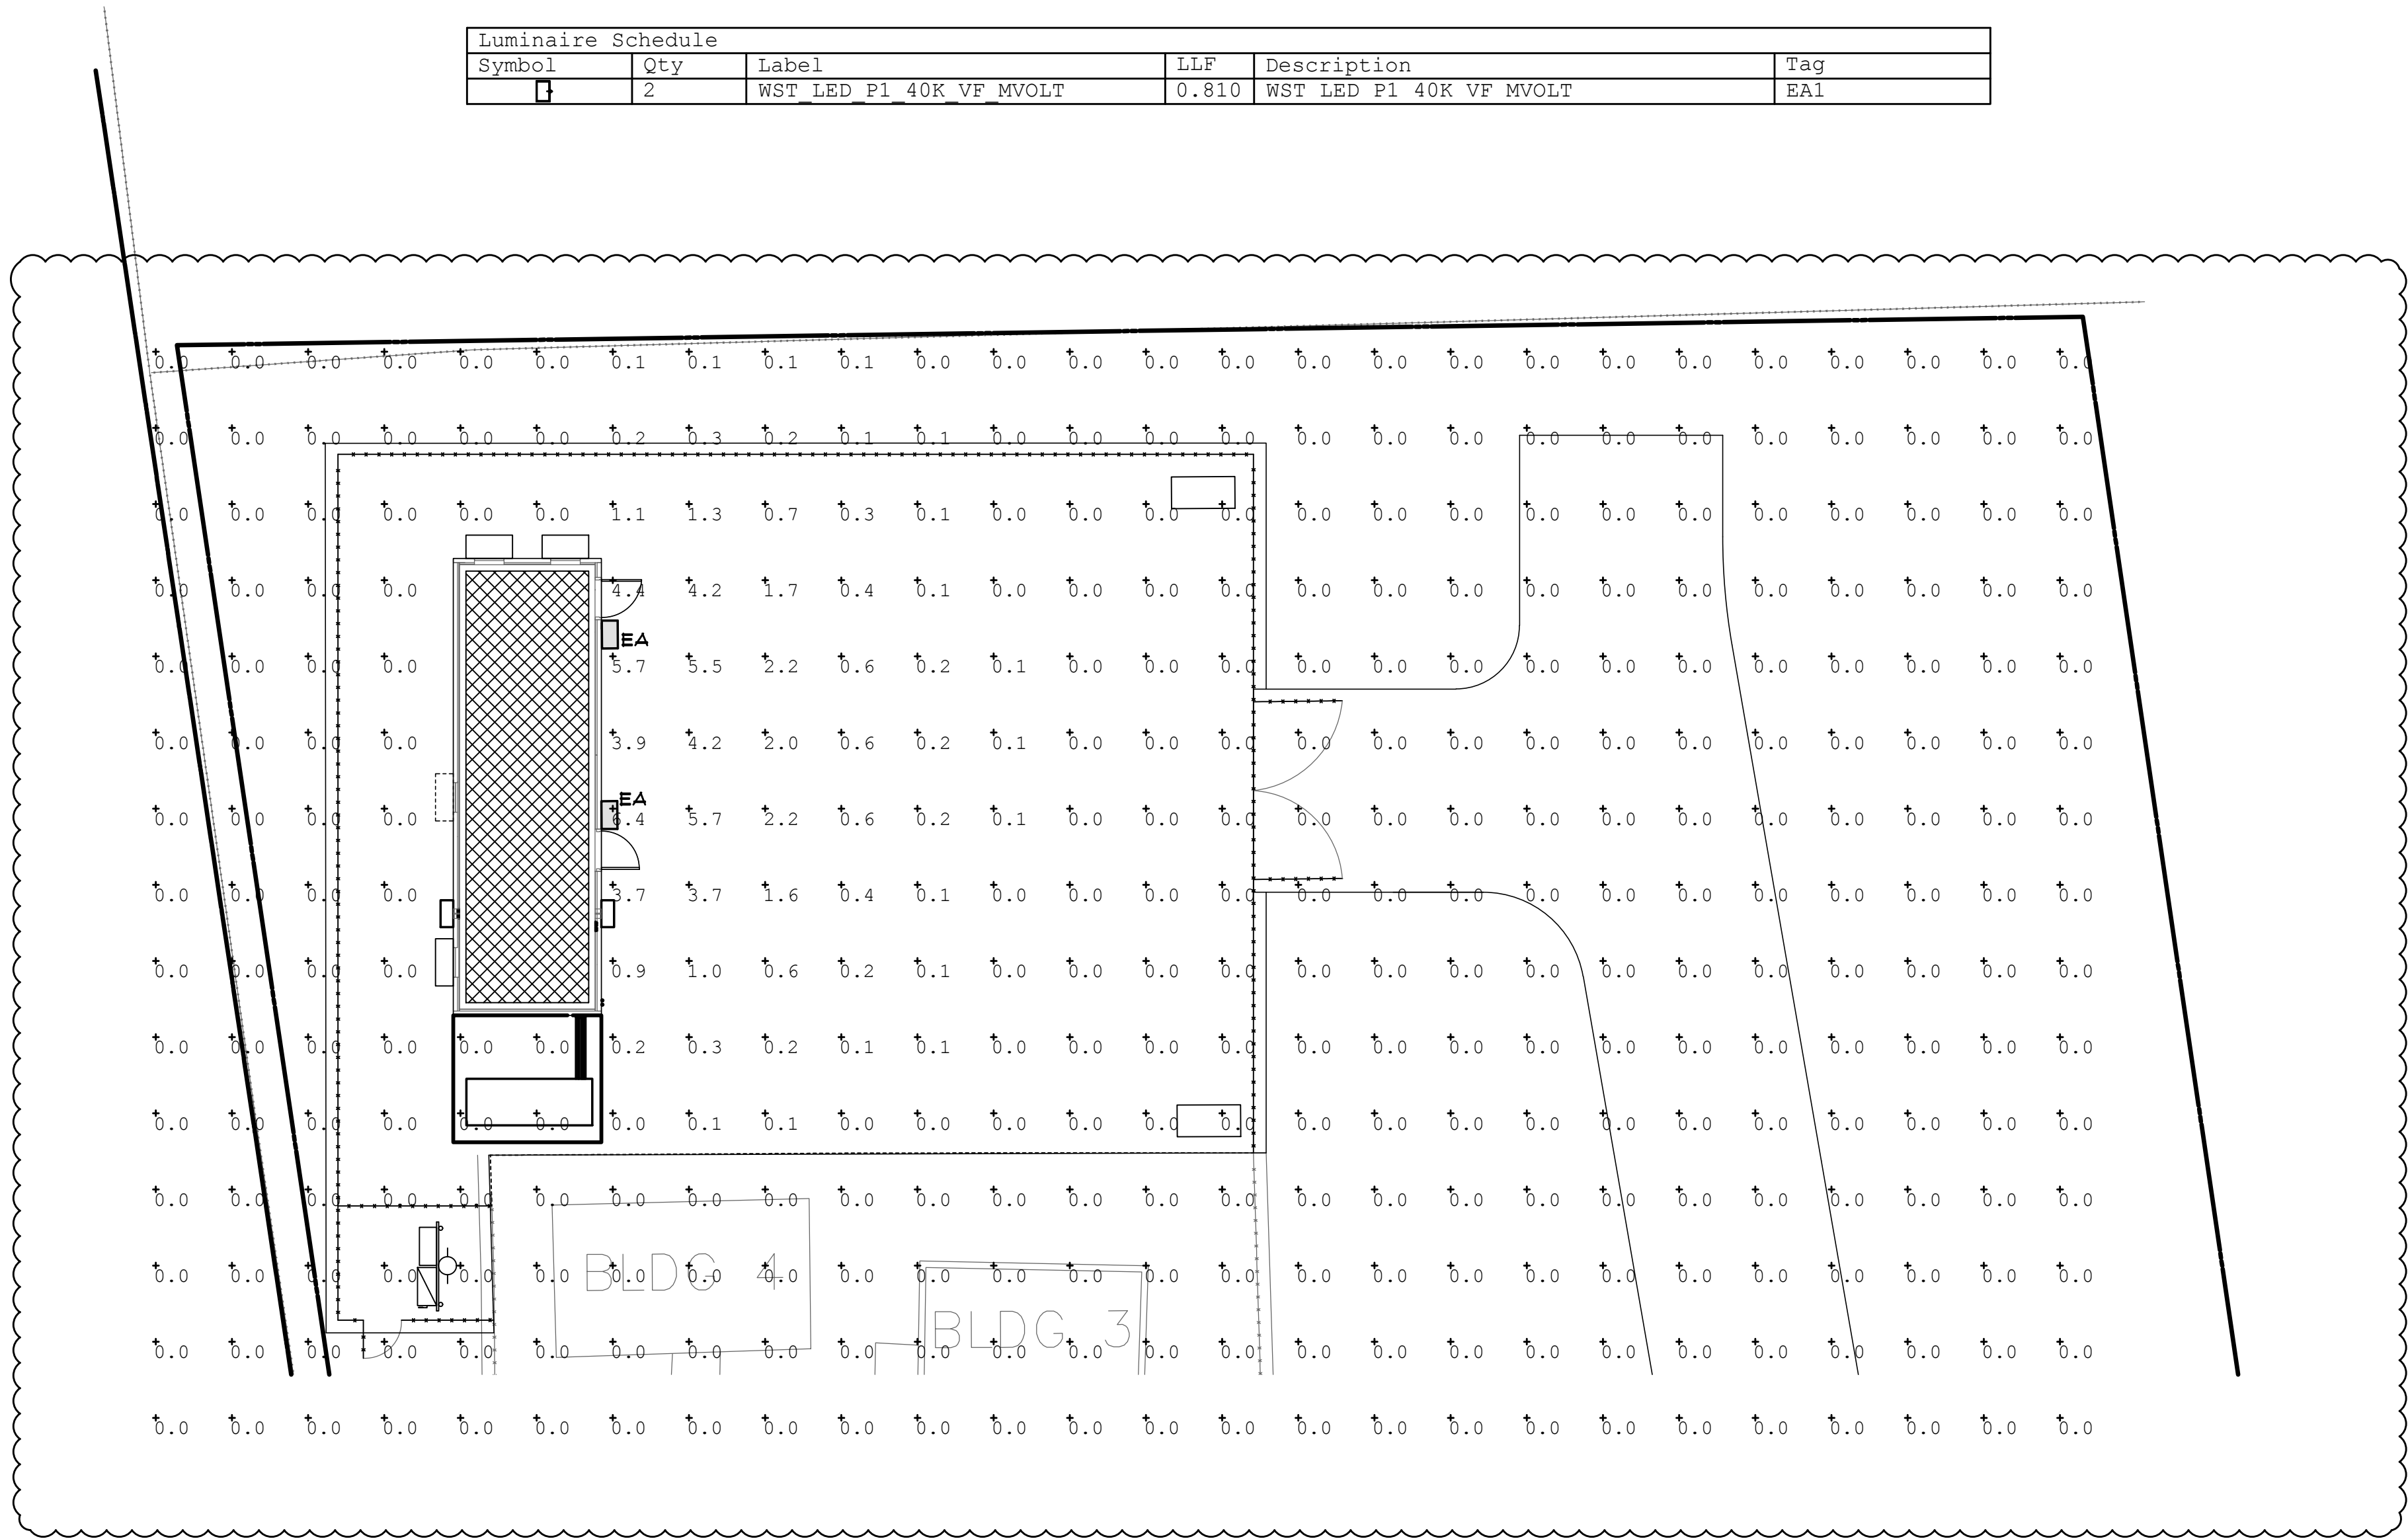 Luminaire Schedule
Symbol Qty Label LLF Description Tag
2 WST_LED_P1_40K_VF_MVOLT 0.810 WST LED P1 40K VF MVOLT EA1
0.0 0.0 0.0 0.0 0.0 0.0 0.1 0.1 0.1 0.1 0.0 0.0 0.0 0.0 0.0 0.0 0.0 0.0 0.0 0.0 0.0 0.0 0.0 0.0 0.0 0.0
0.0 0.0 0.0 0.0 0.0 0.0 0.2 0.3 0.2 0.1 0.1 0.0 0.0 0.0 0.0 0.0 0.0 0.0 0.0 0.0 0.0 0.0 0.0 0.0 0.0 0.0
0.0 0.0 0.0 0.0 0.0 0.0 1.1 1.3 0.7 0.3 0.1 0.0 0.0 0.0 0.0 0.0 0.0 0.0 0.0 0.0 0.0 0.0 0.0 0.0 0.0 0.0
0.0 0.0 0.0 0.0 4.4 4.2 1.7 0.4 0.1 0.0 0.0 0.0 0.0 0.0 0.0 0.0 0.0 0.0 0.0 0.0 0.0 0.0 0.0 0.0
EA
0.0 0.0 0.0 0.0 5.7 5.5 2.2 0.6 0.2 0.1 0.0 0.0 0.0 0.0 0.0 0.0 0.0 0.0 0.0 0.0 0.0 0.0 0.0 0.0
0.0 0.0 0.0 0.0 3.9 4.2 2.0 0.6 0.2 0.1 0.0 0.0 0.0 0.0 0.0 0.0 0.0 0.0 0.0 0.0 0.0 0.0 0.0 0.0
EA
0.0 0.0 0.0 0.0 6.4 5.7 2.2 0.6 0.2 0.1 0.0 0.0 0.0 0.0 0.0 0.0 0.0 0.0 0.0 0.0 0.0 0.0 0.0 0.0
0.0 0.0 0.0 0.0 3.7 3.7 1.6 0.4 0.1 0.0 0.0 0.0 0.0 0.0 0.0 0.0 0.0 0.0 0.0 0.0 0.0 0.0 0.0 0.0
0.0 0.0 0.0 0.0 0.9 1.0 0.6 0.2 0.1 0.0 0.0 0.0 0.0 0.0 0.0 0.0 0.0 0.0 0.0 0.0 0.0 0.0 0.0 0.0
0.0 0.0 0.0 0.0 0.0 0.0 0.2 0.3 0.2 0.1 0.1 0.0 0.0 0.0 0.0 0.0 0.0 0.0 0.0 0.0 0.0 0.0 0.0 0.0 0.0 0.0
0.0 0.0 0.0 0.0 0.0 0.0 0.0 0.1 0.1 0.0 0.0 0.0 0.0 0.0 0.0 0.0 0.0 0.0 0.0 0.0 0.0 0.0 0.0 0.0 0.0 0.0
0.0 0.0 0.0 0.0 0.0 0.0 0.0 0.0 0.0 0.0 0.0 0.0 0.0 0.0 0.0 0.0 0.0 0.0 0.0 0.0 0.0 0.0 0.0 0.0 0.0 0.0
0.0 0.0 0.0 0.0 0.0 0.0 0.0 0.0 0.0 0.0 0.0 0.0 0.0 0.0 0.0 0.0 0.0 0.0 0.0 0.0 0.0 0.0 0.0 0.0 0.0 0.0
BLDG 4
BLDG 3
0.0 0.0 0.0 0.0 0.0 0.0 0.0 0.0 0.0 0.0 0.0 0.0 0.0 0.0 0.0 0.0 0.0 0.0 0.0 0.0 0.0 0.0 0.0 0.0 0.0 0.0
0.0 0.0 0.0 0.0 0.0 0.0 0.0 0.0 0.0 0.0 0.0 0.0 0.0 0.0 0.0 0.0 0.0 0.0 0.0 0.0 0.0 0.0 0.0 0.0 0.0 0.0